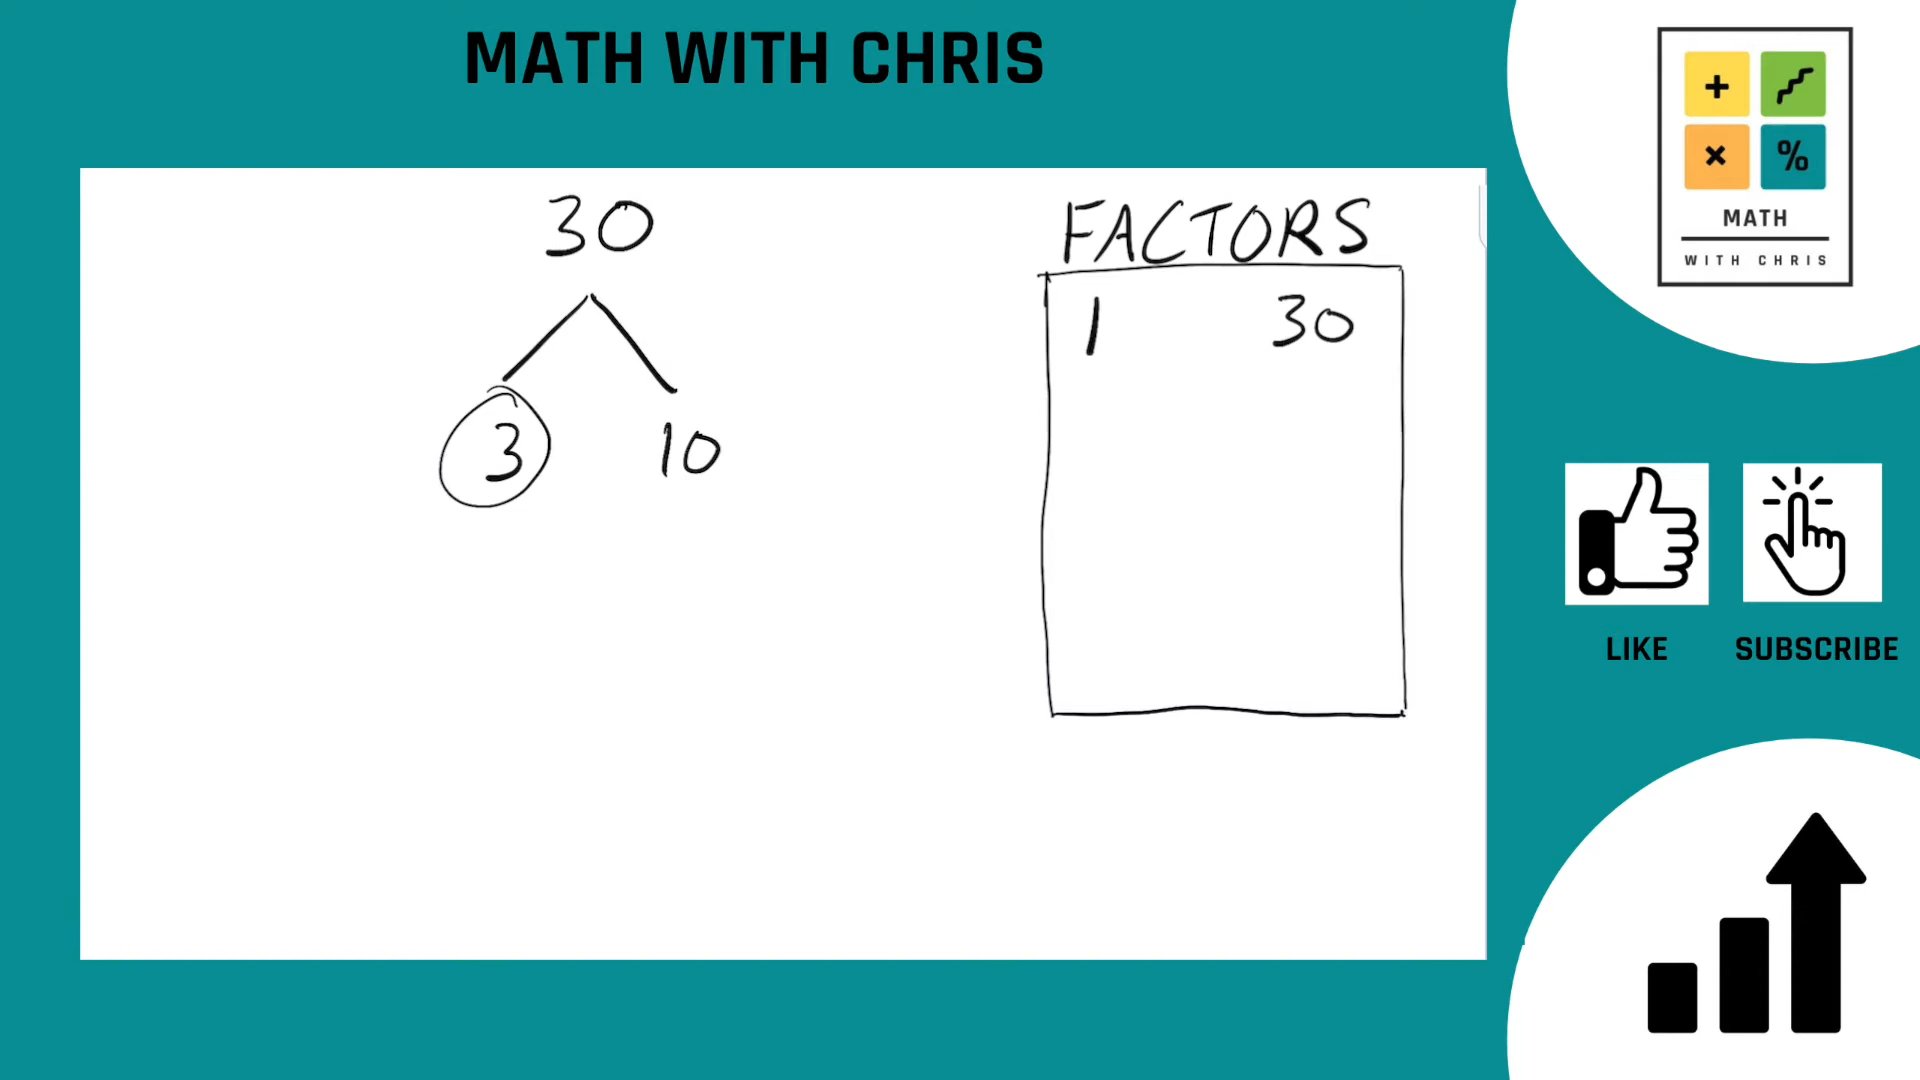 MATH WITH CHRIS
+
× %
MATH
WITH CHRIS
30
3 10
FACTORS
1 30
LIKE SUBSCRIBE